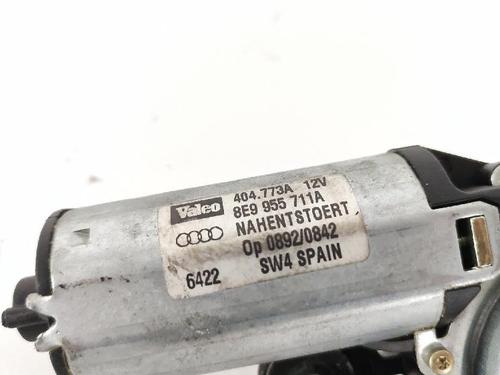 Valeo 404.773A 12V
8E9 955 711A
NAHENTSTOERT
Op 0892/0842
6422 SW4 SPAIN